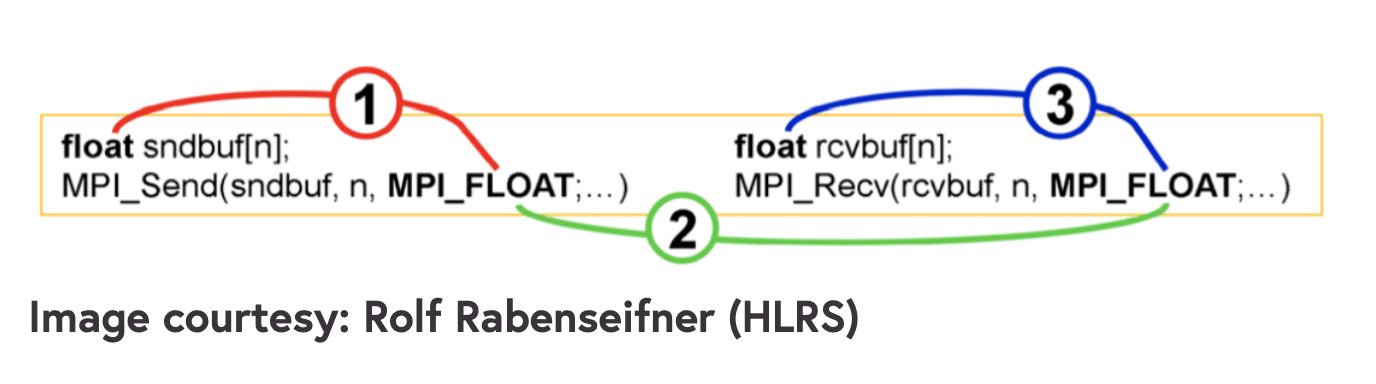 1
3
float sndbuf[n];
float rcvbuf[n];
MPI_Send(sndbuf, n, MPI_FLOAT;...)
MPI_Recv(rcvbuf, n, MPI_FLOAT;...)
2
Image courtesy: Rolf Rabenseifner (HLRS)